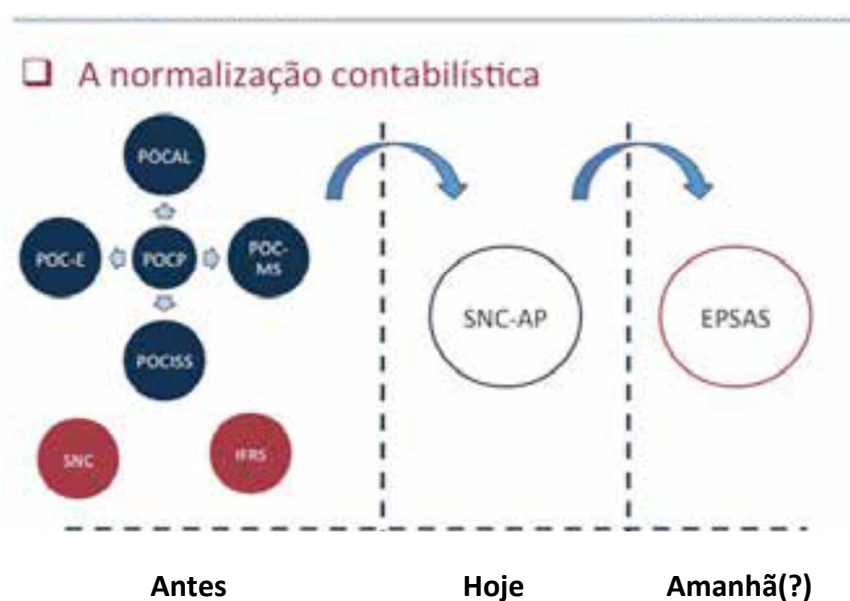 A normalização contabilística
POCAL
POC-E
POCP
POC-
MS
POCISS
SNC
IFRS
SNC-AP
EPSAS
Antes
Hoje
Amanhã(?)